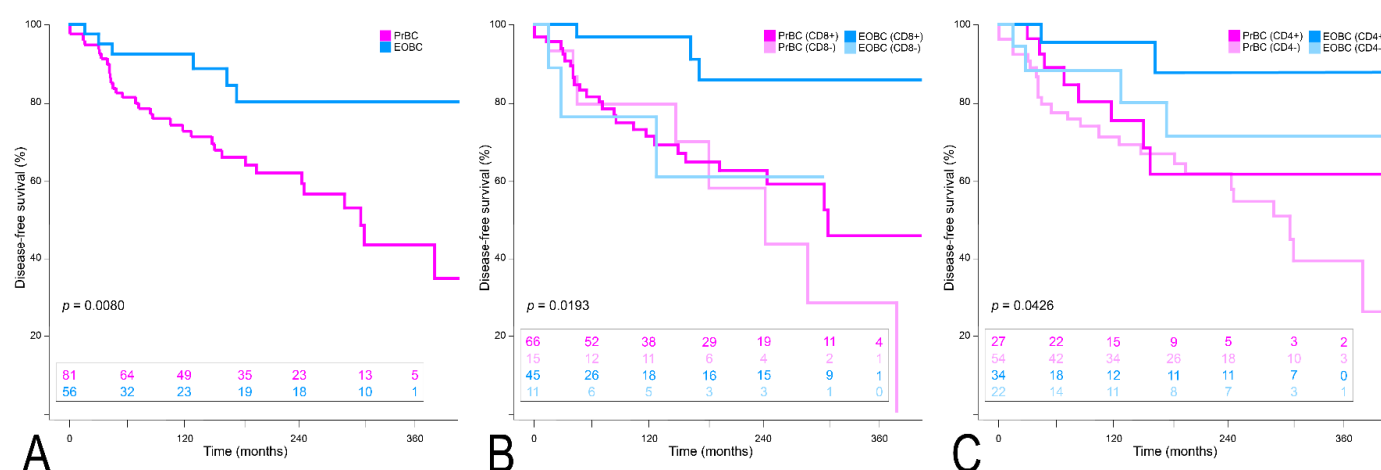 PrBC
EOBC
Disease-free suvival (%)
100
80
60
40
20
p = 0.0080
81 64 49 35 23 13 5
56 32 23 19 18 10 1
0 120 240 360
Time (months)
A
PrBC (CD8+) EOBC (CD8+)
PrBC (CD8-) EOBC (CD8-)
Disease-free survival (%)
100
80
60
40
20
p = 0.0193
66 52 38 29 19 11 4
15 12 11 6 4 2 1
45 26 18 16 15 9 1
11 6 5 3 3 1 0
0 120 240 360
Time (months)
B
PrBC (CD4+) EOBC (CD4+
PrBC (CD4-) EOBC (CD4-
Disease-free survival (%)
100
80
60
40
20
p = 0.0426
27 22 15 9 5 3 2
54 42 34 26 18 10 3
34 18 12 11 11 7 0
22 14 11 8 7 3 1
0 120 240 360
Time (months)
C